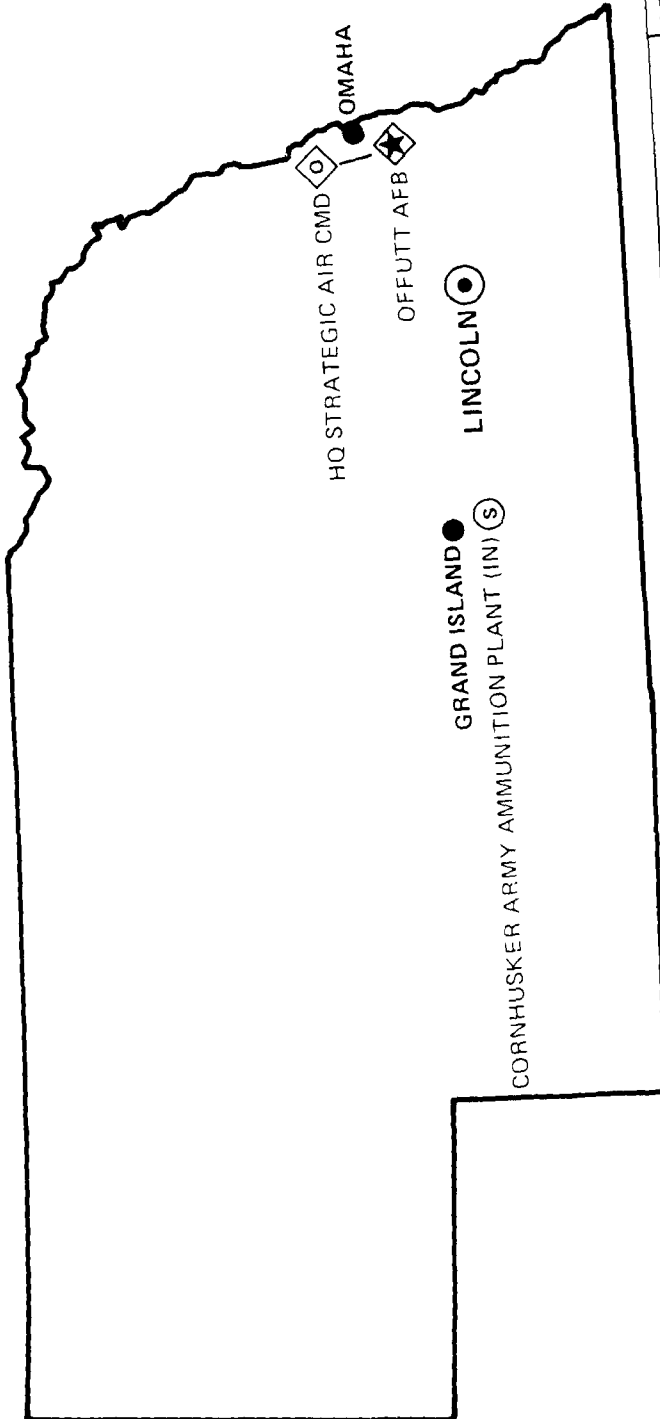 OMAHA
HQ STRATEGIC AIR CMD
O
OFFUTT AFB
LINCOLN
GRAND ISLAND
CORNHUSKER ARMY AMMUNITION PLANT (IN) S